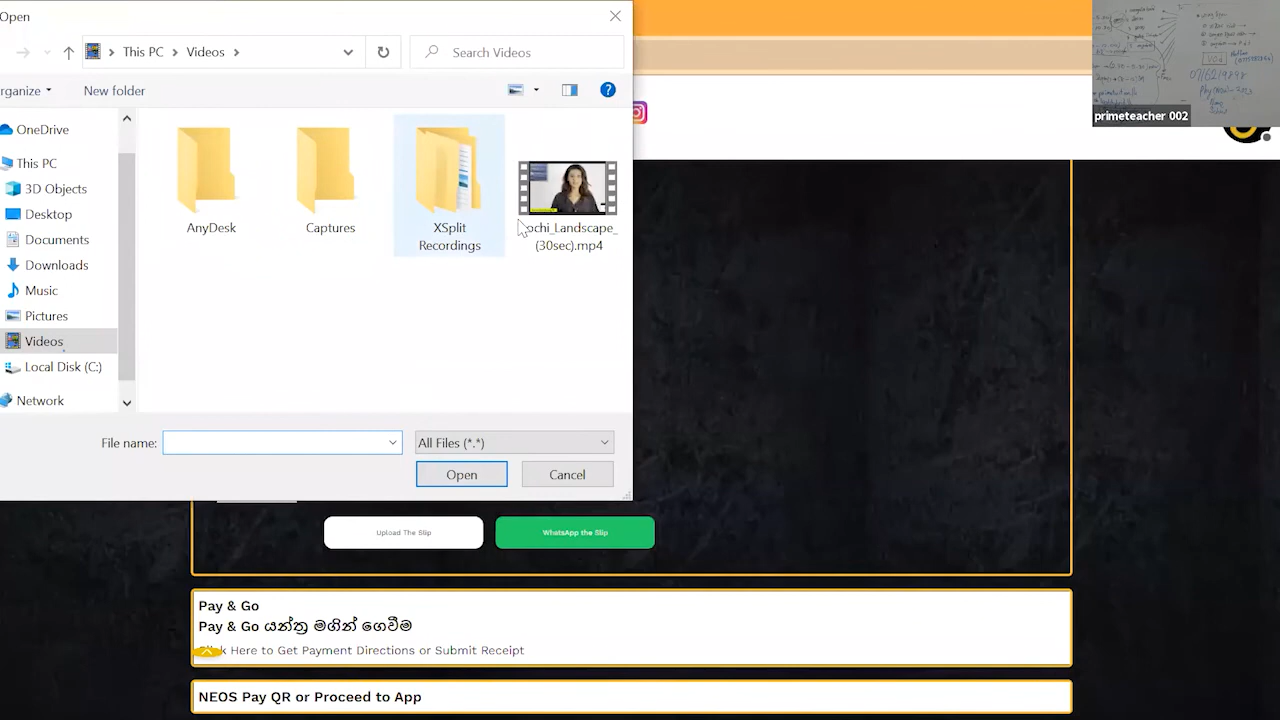 Open
This PC
Videos
Search Videos
New folder
OneDrive
This PC
3D Objects
Desktop
Documents
Downloads
Music
Pictures
Videos
Local Disk (C:)
Network
AnyDesk
Captures
XSplit
Recordings
(30sec).mp4
File name:
All Files (*.*)
Open
Cancel
primeteacher 002
Upload The Slip
WhatsApp the Slip
Pay & Go
Pay & Go යන්ත්‍ර මගින් ගෙවීම
Here to Get Payment Directions or Submit Receipt
NEOS Pay QR or Proceed to App